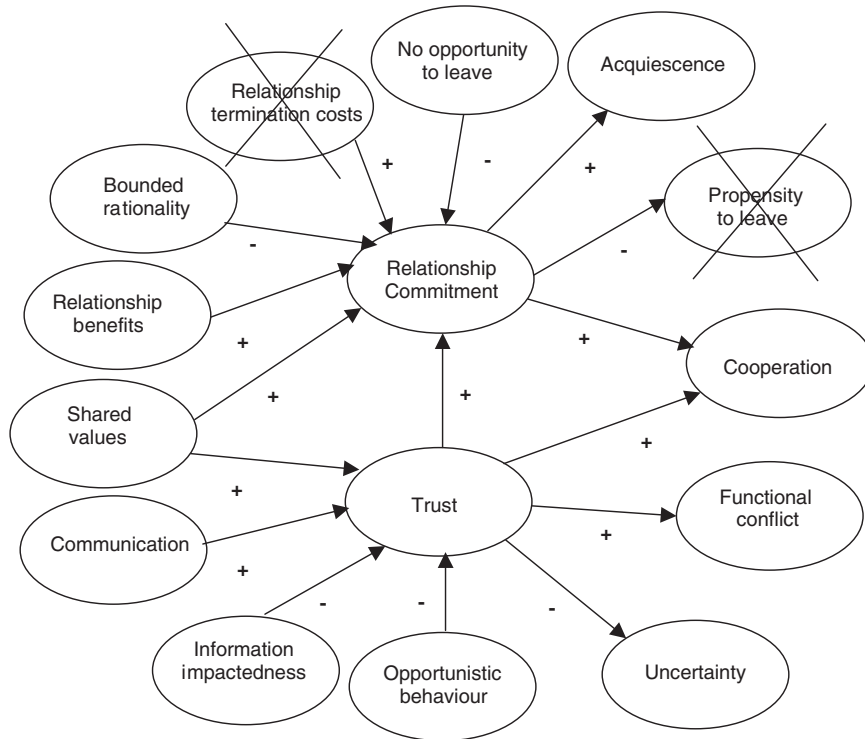 No opportunity
to leave
Acquiescence
Relationship
termination costs
+
-
+
Bounded
rationality
Propensity
to leave
-
-
Relationship
Commitment
Relationship
benefits
+
+
Cooperation
+
+
Shared
values
+
+
Trust
Functional
conflict
Communication
+
+
-
-
-
Information
impactedness
Opportunistic
behaviour
Uncertainty